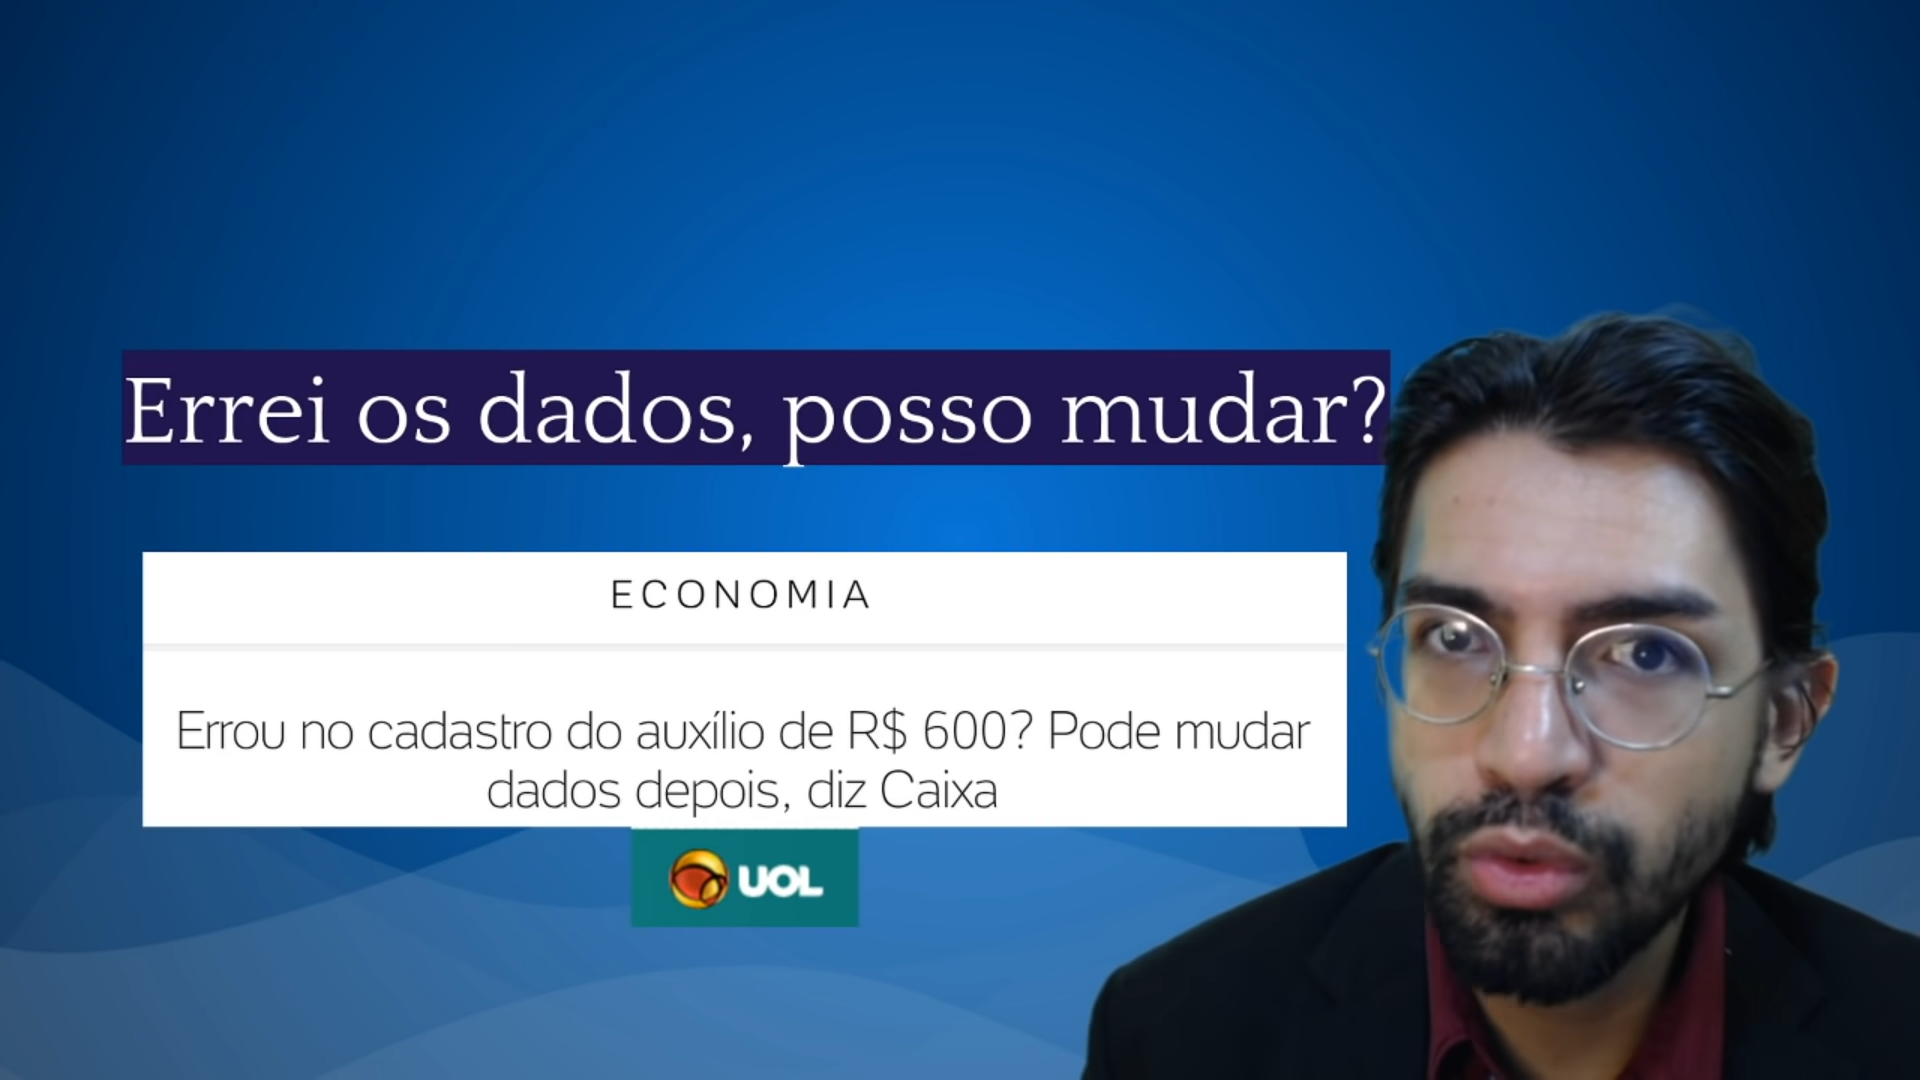 Errei os dados, posso mudar?
ECONOMIA
Errou no cadastro do auxílio de R$ 600? Pode mudar
dados depois, diz Caixa
UOL